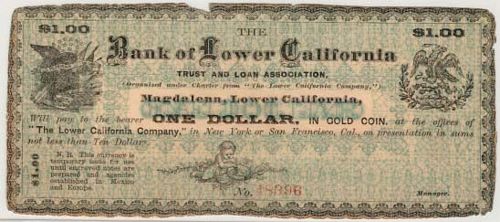 $1.00 THE $1.00
Bank of Lower California
TRUST AND LOAN ASSOCIATION,
(Organized under Charter from "The Lower California Company,")
Magdalena, Lower California,
Will pay to the bearer ONE DOLLAR, IN GOLD COIN, at the offices of
"The Lower California Company," in New York or San Francisco, Cal., on presentation in sums
not less than Ten Dollars.
$1.00
N. B. This currency is
temporary issue for use
until engraved notes are
prepared and agencies
established in Mexico
and Europe.
No. 18396
Manager.